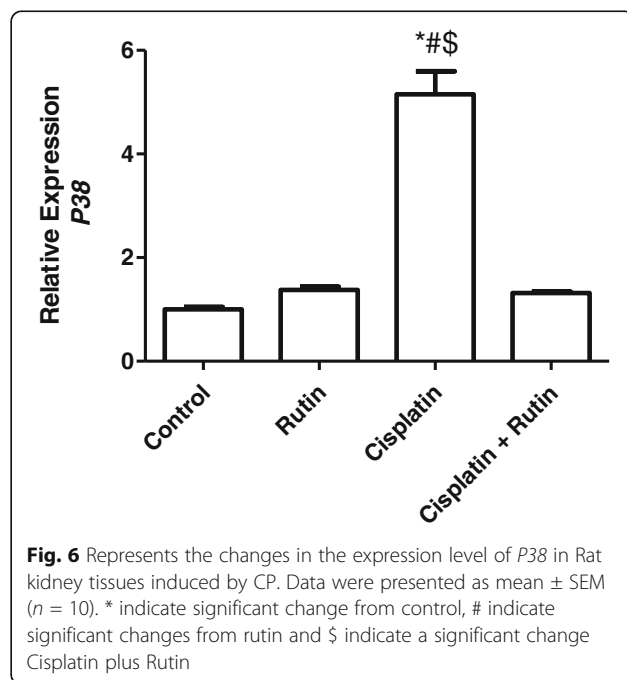 *#$
6
4
2
0
Relative Expression
P38
Control
Rutin
Cisplatin
Cisplatin + Rutin
Fig. 6 Represents the changes in the expression level of P38 in Rat
kidney tissues induced by CP. Data were presented as mean ± SEM
(n = 10). * indicate significant change from control, # indicate
significant changes from rutin and $ indicate a significant change
Cisplatin plus Rutin